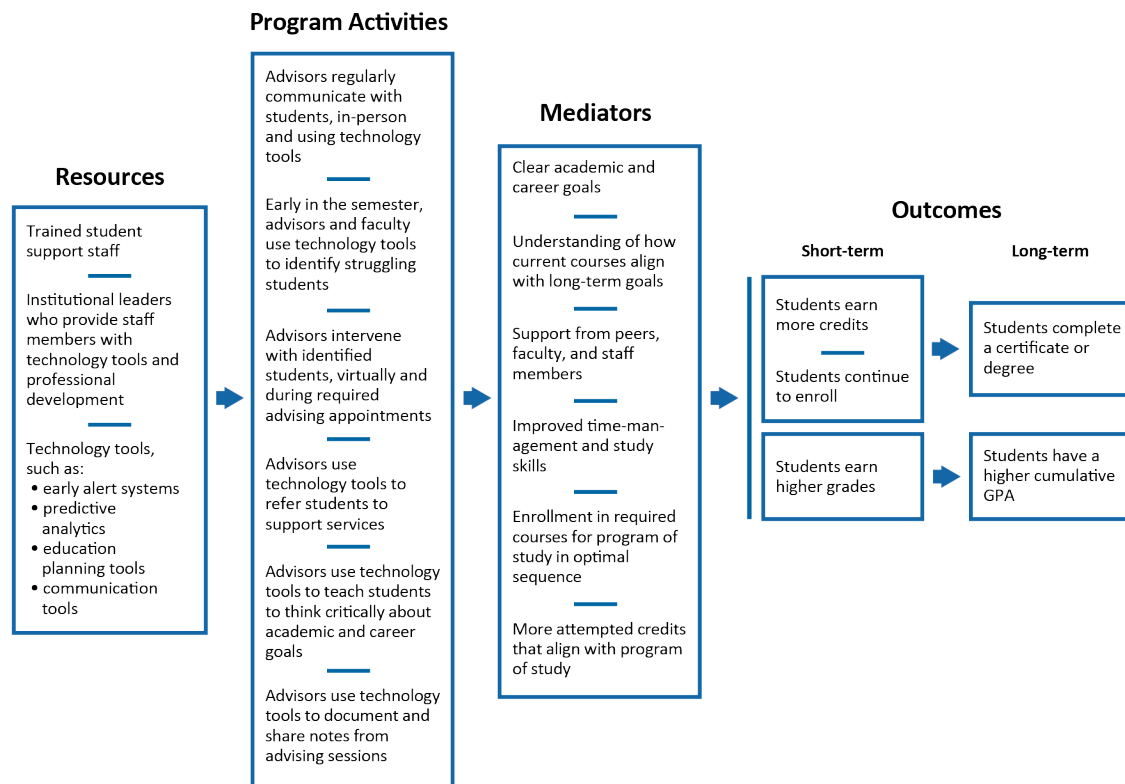 Resources
Trained student
support staff
Institutional leaders
who provide staff
members with
technology tools and
professional
development
Technology tools,
such as:
• early alert systems
• predictive
analytics
• education
planning tools
• communication
tools
Program Activities
Advisors regularly
communicate with
students, in-person
and using technology
tools
Early in the semester,
advisors and faculty
use technology tools
to identify struggling
students
Advisors intervene
with identified
students, virtually and
during required
advising appointments
Advisors use
technology tools to
refer students to
support services
Advisors use technology
tools to teach students
to think critically about
academic and career
goals
Advisors use technology
tools to document and
share notes from
advising sessions
Mediators
Clear academic and
career goals
Understanding of how
current courses align
with long-term goals
Support from peers,
faculty, and staff
members
Improved time-man-
agement and study
skills
Enrollment in required
courses for program of
study in optimal
sequence
More attempted credits
that align with program
of study
Outcomes
Short-term
Students earn
more credits
Students continue
to enroll
Students earn
higher grades
Long-term
Students complete
a certificate or
degree
Students have a
higher cumulative
GPA